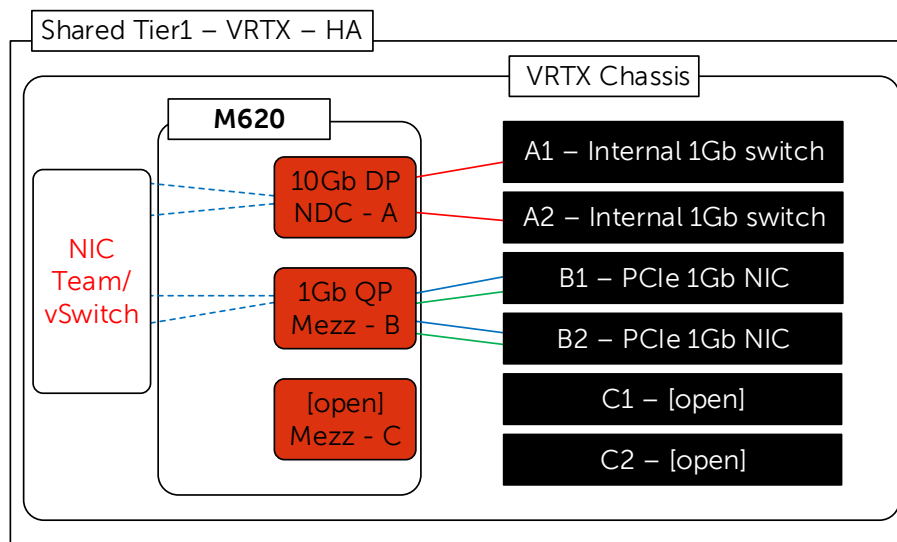 Shared Tier1 – VRTX – HA
VRTX Chassis
M620
NIC
Team/
vSwitch
10Gb DP
NDC - A
1Gb QP
Mezz - B
[open]
Mezz - C
A1 – Internal 1Gb switch
A2 – Internal 1Gb switch
B1 – PCIe 1Gb NIC
B2 – PCIe 1Gb NIC
C1 – [open]
C2 – [open]